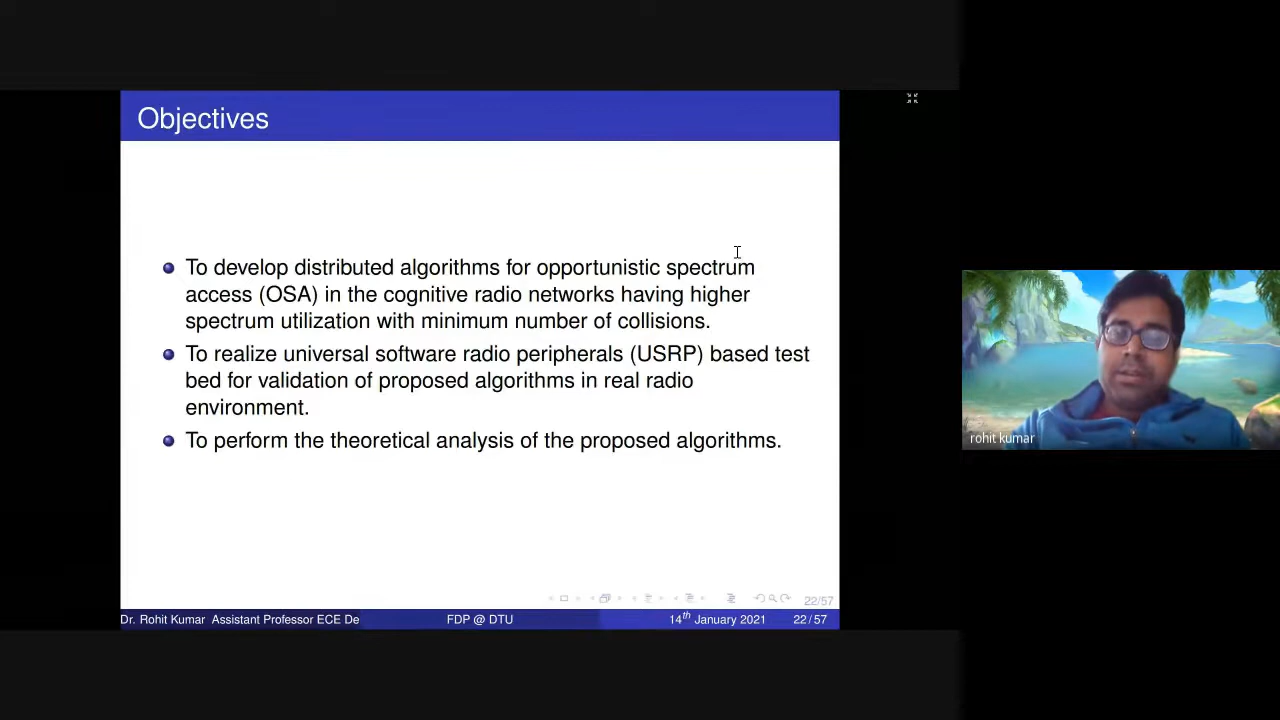 Objectives
To develop distributed algorithms for opportunistic spectrum
access (OSA) in the cognitive radio networks having higher
spectrum utilization with minimum number of collisions.
To realize universal software radio peripherals (USRP) based test
bed for validation of proposed algorithms in real radio
environment.
To perform the theoretical analysis of the proposed algorithms.
22/57
Dr. Rohit Kumar Assistant Professor ECE De FDP @ DTU 14th January 2021 22 / 57
rohit kumar